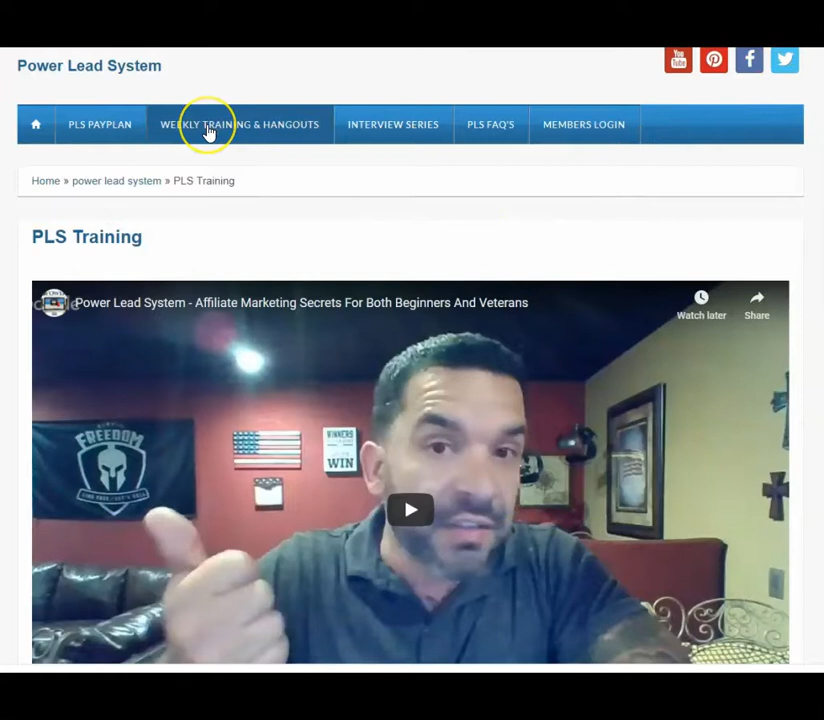 Power Lead System
You Tube
PLS PAYPLAN WEEKLY TRAINING & HANGOUTS INTERVIEW SERIES PLS FAQ'S MEMBERS LOGIN
Home » power lead system » PLS Training
PLS Training
Power Lead System - Affiliate Marketing Secrets For Both Beginners And Veterans
Watch later
Share
FREEDOM
WINNERS
WIN